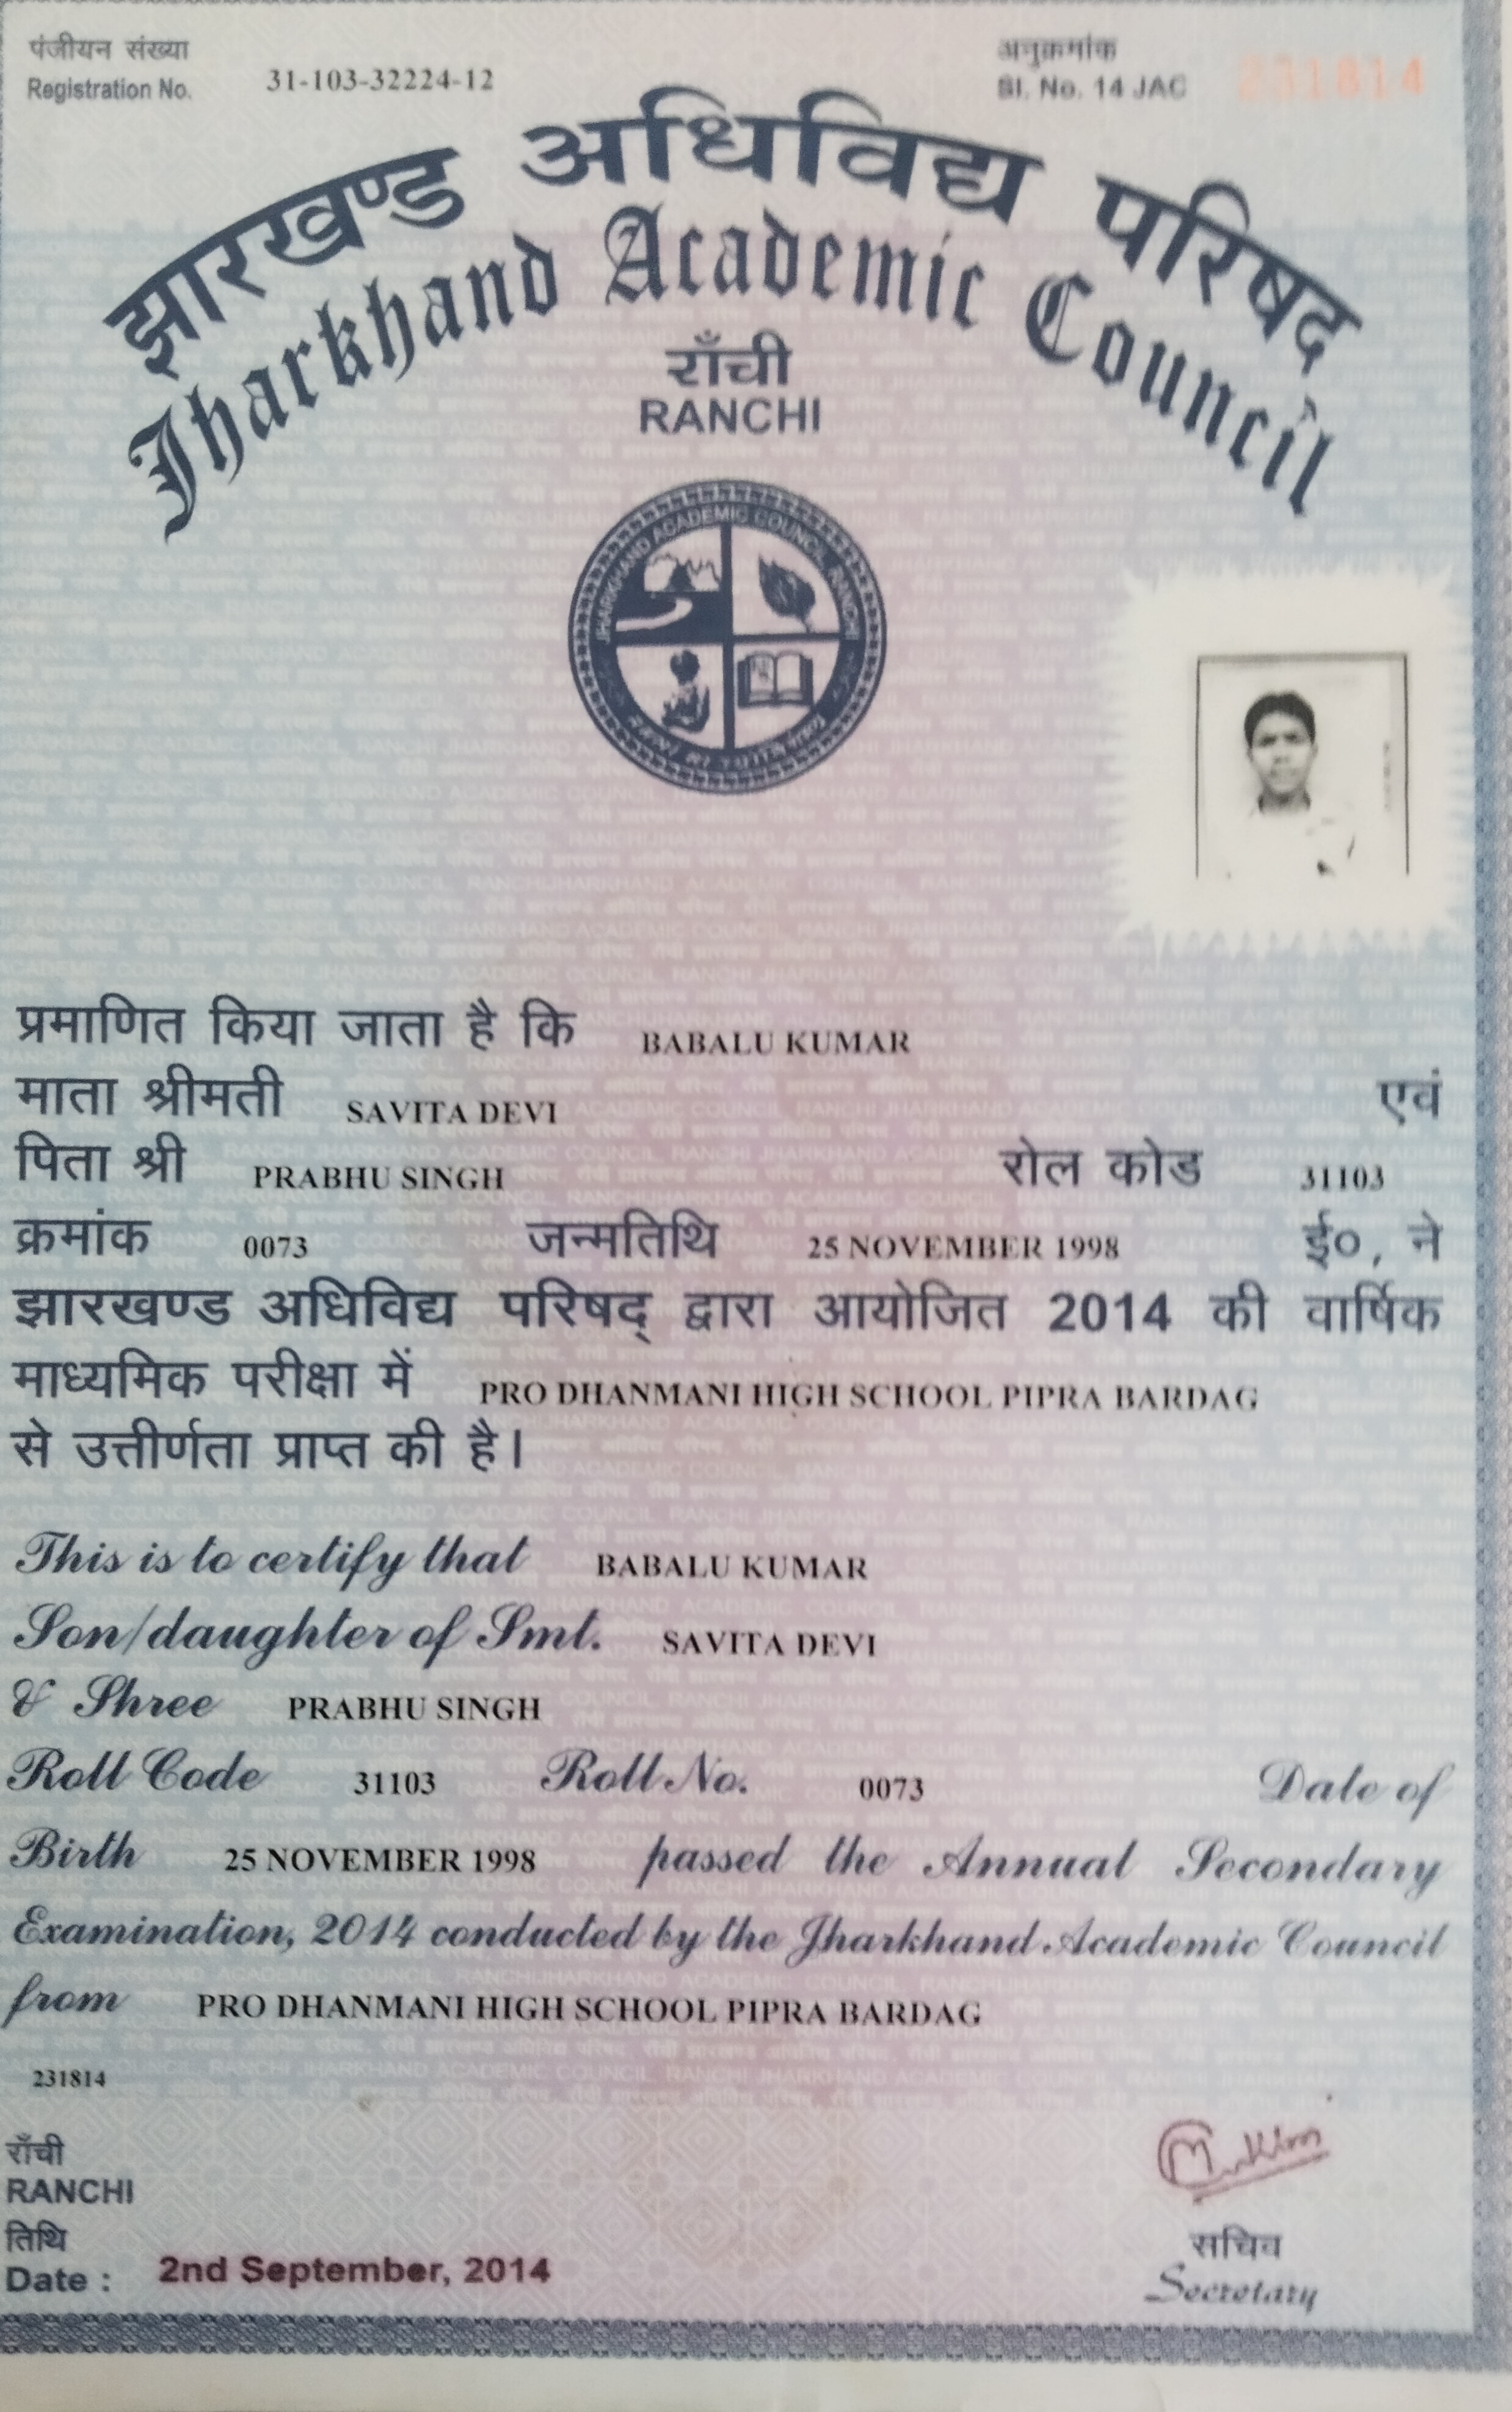 पंजीयन संख्या
Registration No. 31-103-32224-12
अनुक्रमांक
Sl. No. 14 JAC 231814
झारखण्ड अधिविद्य परिषद
Jharkhand Academic Council
राँची
RANCHI
JHARKHAND ACADEMIC COUNCIL RANCHI
प्रमाणित किया जाता है कि BABALU KUMAR
माता श्रीमती SAVITA DEVI एवं
पिता श्री PRABHU SINGH रोल कोड 31103
क्रमांक 0073 जन्मतिथि 25 NOVEMBER 1998 ई०, ने
झारखण्ड अधिविद्य परिषद् द्वारा आयोजित 2014 की वार्षिक
माध्यमिक परीक्षा में PRO DHANMANI HIGH SCHOOL PIPRA BARDAG
से उत्तीर्णता प्राप्त की है।
This is to certify that BABALU KUMAR
Son/daughter of Smt. SAVITA DEVI
& Shree PRABHU SINGH
Roll Code 31103 Roll No. 0073 Date of
Birth 25 NOVEMBER 1998 passed the Annual Secondary
Examination, 2014 conducted by the Jharkhand Academic Council
from PRO DHANMANI HIGH SCHOOL PIPRA BARDAG
231814
राँची
RANCHI
तिथि
Date : 2nd September, 2014
सचिव
Secretary